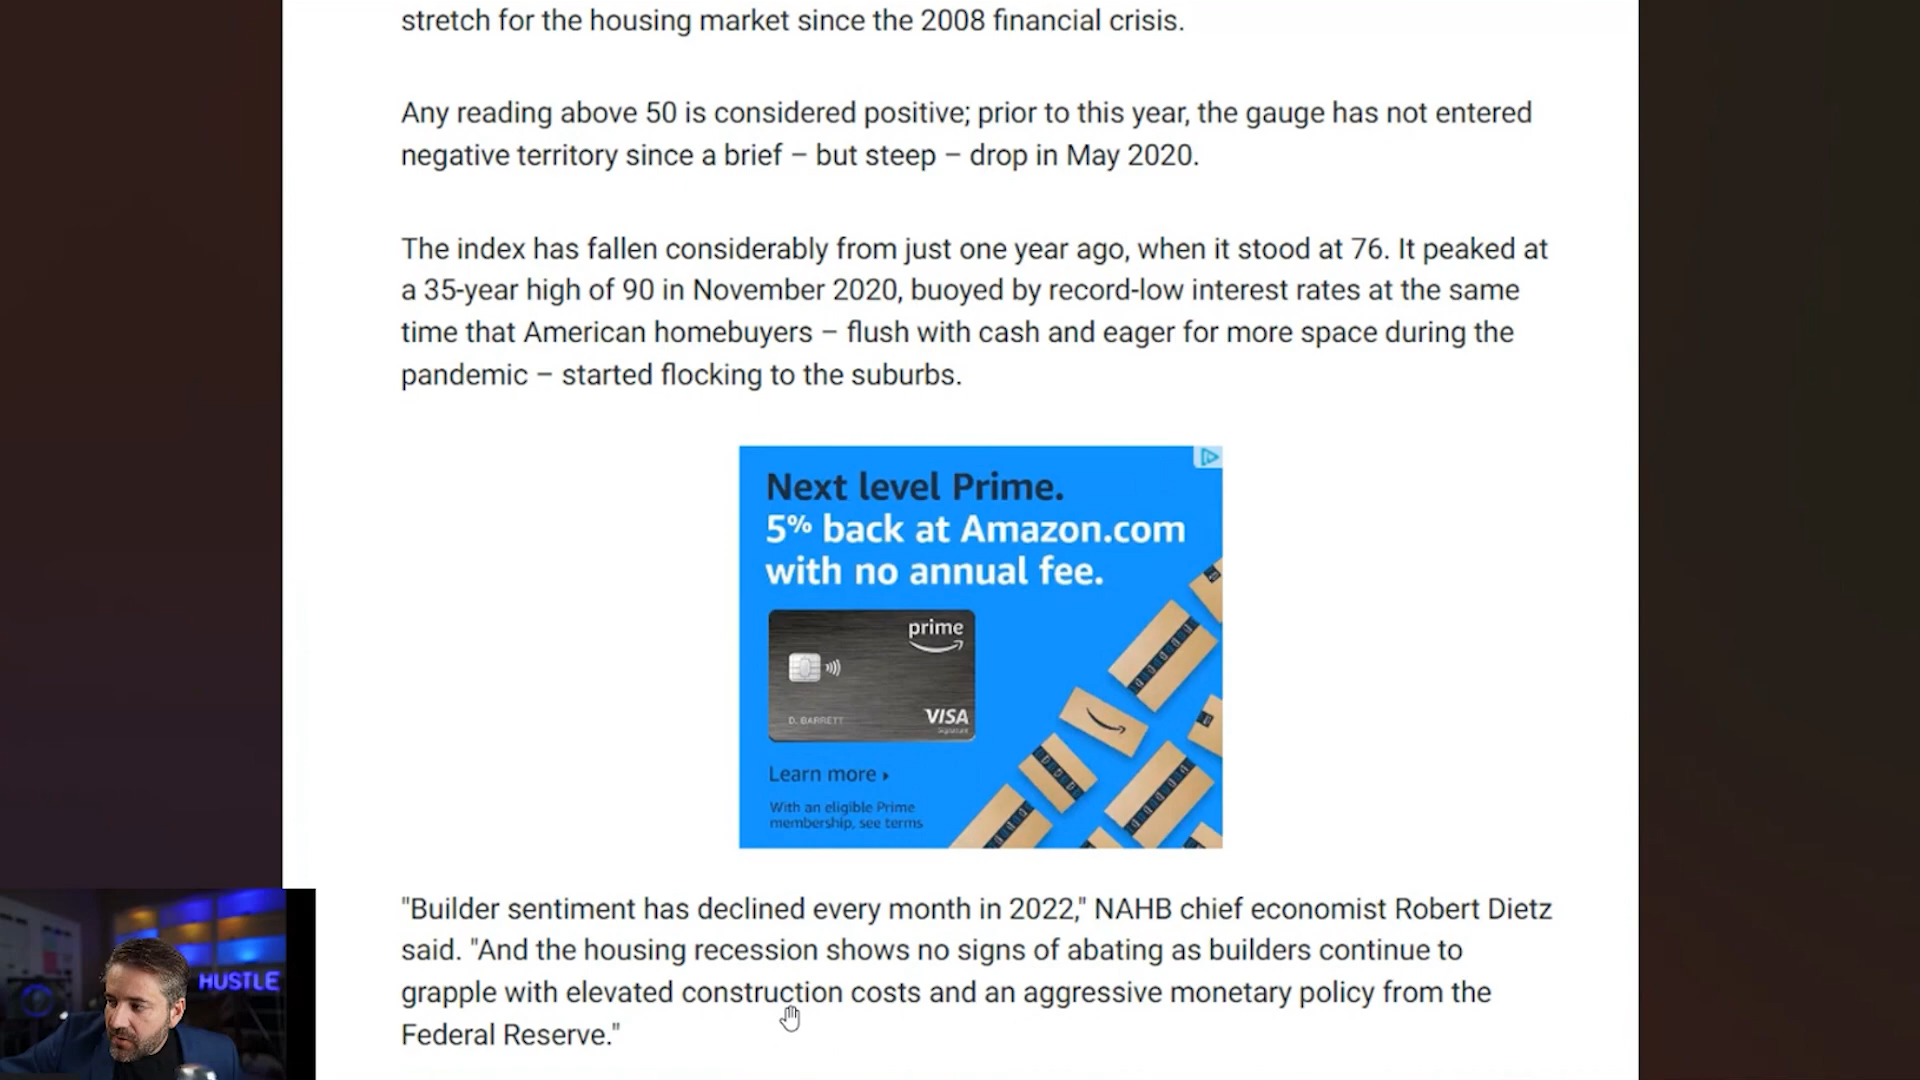 stretch for the housing market since the 2008 financial crisis.
Any reading above 50 is considered positive; prior to this year, the gauge has not entered
negative territory since a brief – but steep – drop in May 2020.
The index has fallen considerably from just one year ago, when it stood at 76. It peaked at
a 35-year high of 90 in November 2020, buoyed by record-low interest rates at the same
time that American homebuyers – flush with cash and eager for more space during the
pandemic – started flocking to the suburbs.
Next level Prime.
5% back at Amazon.com
with no annual fee.
prime
D. BARRETT
VISA
Signature
Learn more
With an eligible Prime
membership, see terms
"Builder sentiment has declined every month in 2022," NAHB chief economist Robert Dietz
said. "And the housing recession shows no signs of abating as builders continue to
grapple with elevated construction costs and an aggressive monetary policy from the
Federal Reserve."
HUSTLE